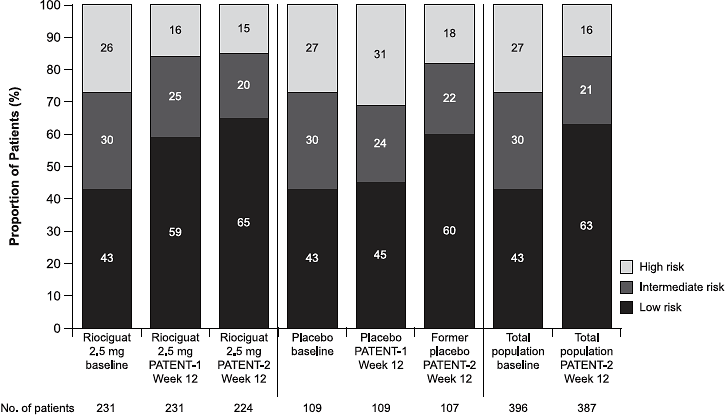 Proportion of Patients (%)
100
90
80
70
60
50
40
30
20
10
0
26 16 15 27 31 18 27 16
30 25 20 30 24 22 30 21
43 59 65 43 45 60 43 63
High risk
Intermediate risk
Low risk
Riociguat
2.5 mg
baseline
Riociguat
2.5 mg
PATENT-1
Week 12
Riociguat
2.5 mg
PATENT-2
Week 12
Placebo
baseline
Placebo
PATENT-1
Week 12
Former
placebo
PATENT-2
Week 12
Total
population
baseline
Total
population
PATENT-2
Week 12
No. of patients 231 231 224 109 109 107 396 387